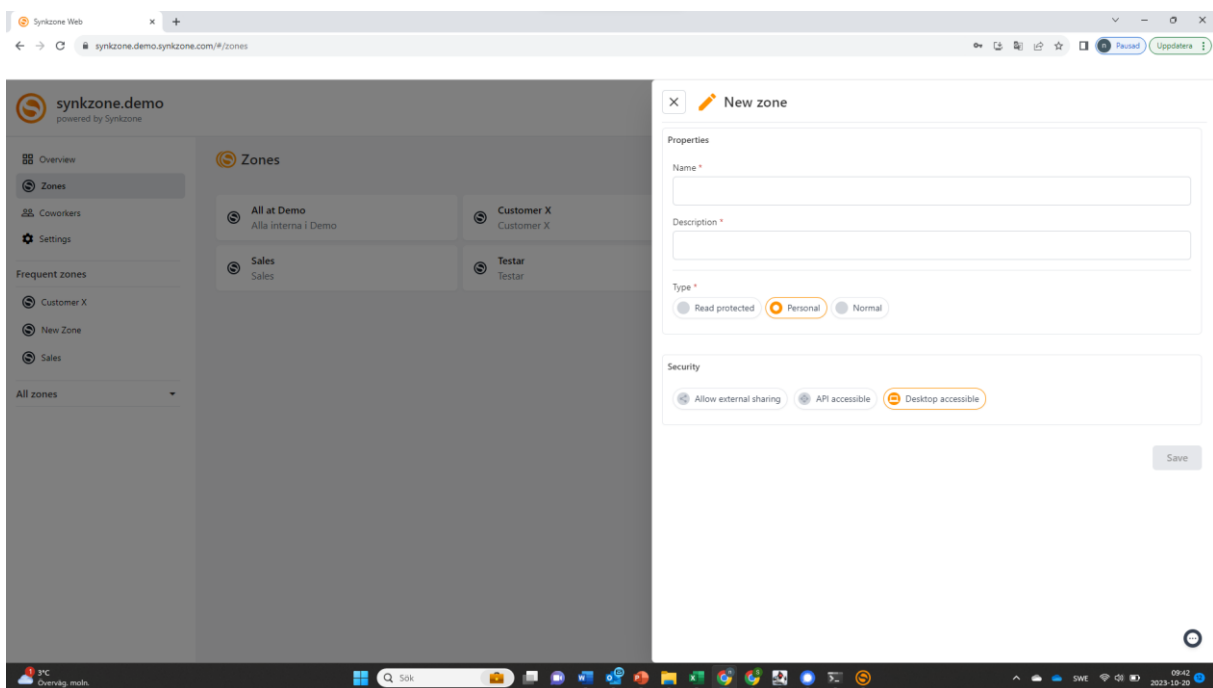 Synkzone Web
synkzone.demo.synkzone.com/#/zones
Pausad
Uppdatera
synkzone.demo
powered by Synkzone
Overview
Zones
Coworkers
Settings
Frequent zones
Customer X
New Zone
Sales
All zones
Zones
All at Demo
Alla interna i Demo
Customer X
Customer X
Sales
Sales
Testar
Testar
New zone
Properties
Name *
Description *
Type *
Read protected
Personal
Normal
Security
Allow external sharing
API accessible
Desktop accessible
Save
1
3°C
Överväg. moln.
Sök
SWE
09:42
2023-10-20